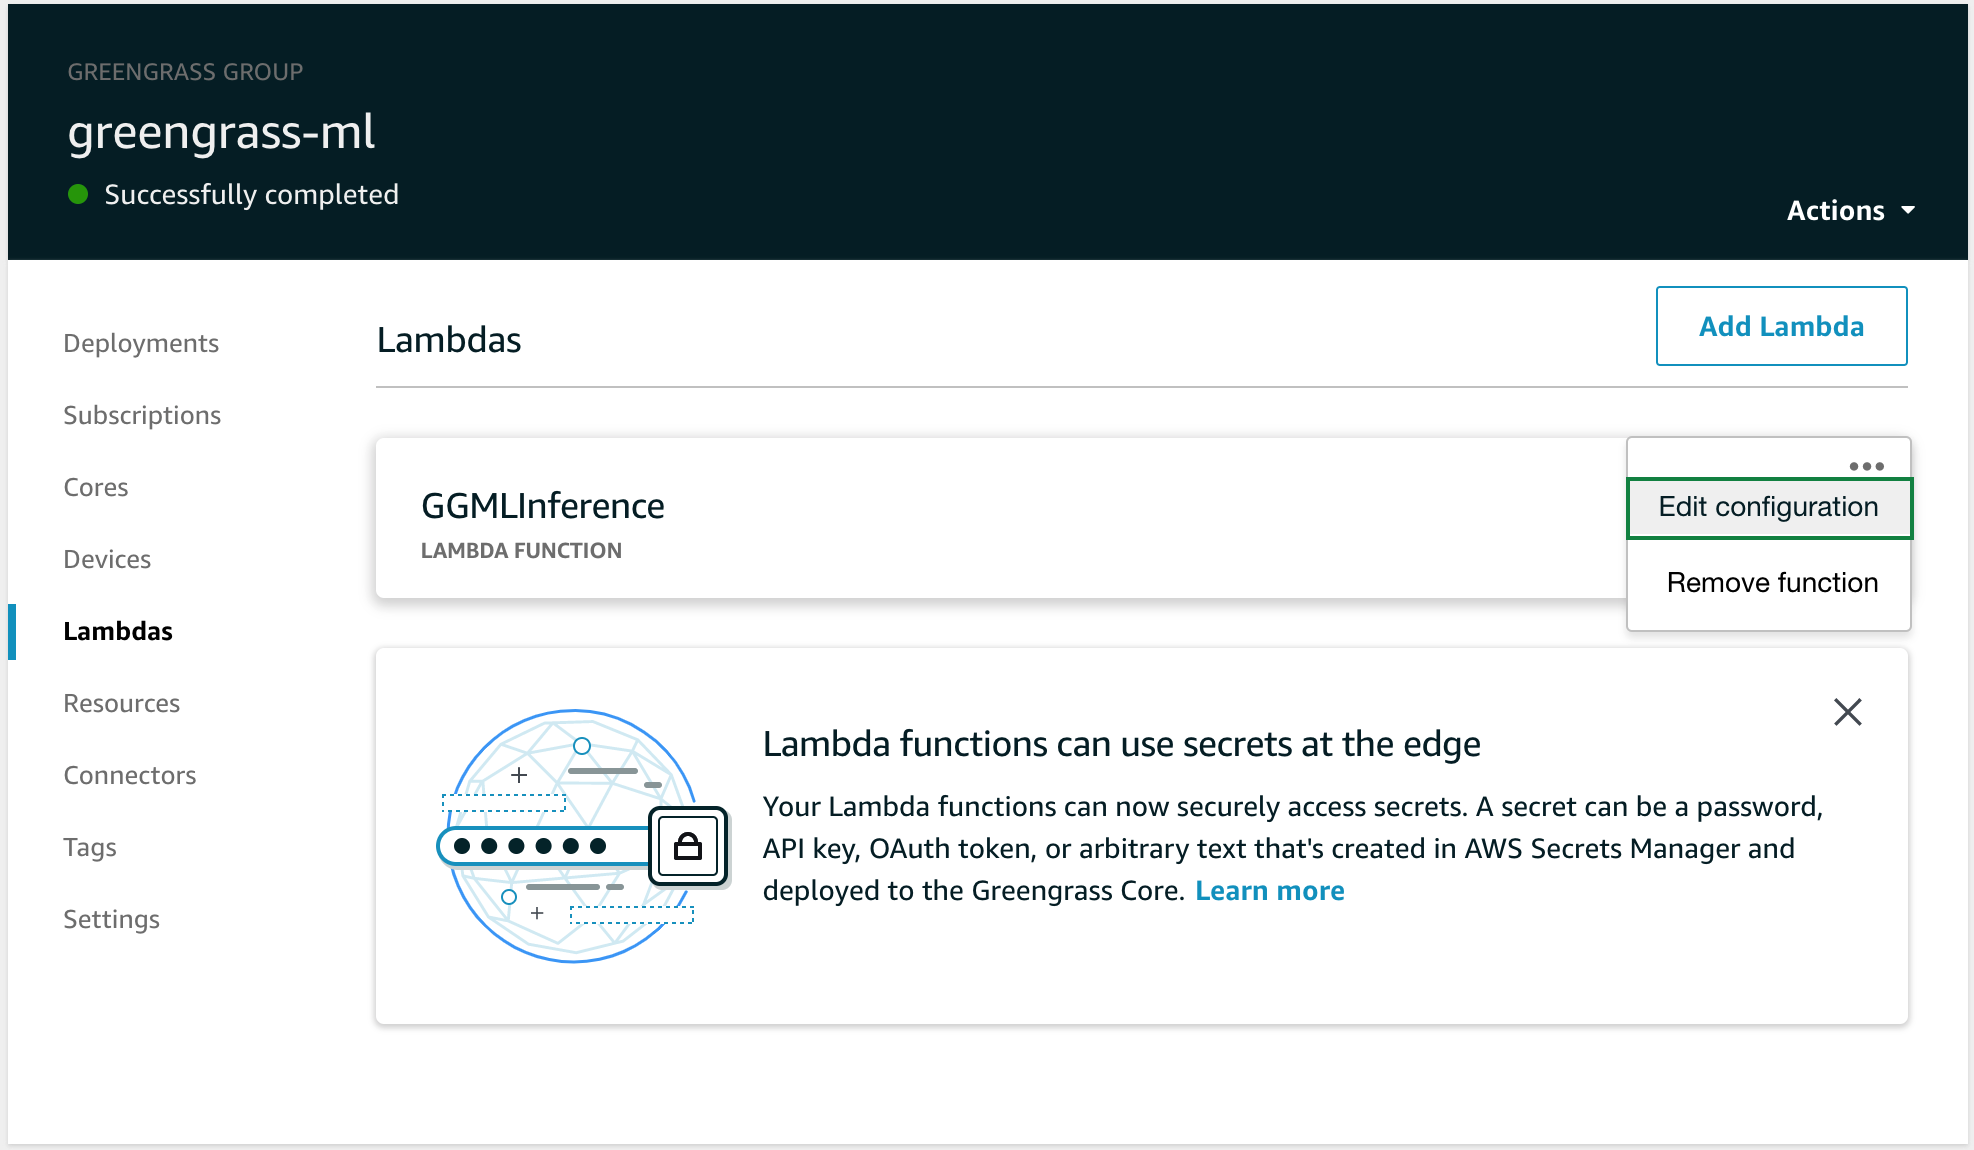 GREENGRASS GROUP
greengrass-ml
Successfully completed
Actions
Deployments
Subscriptions
Cores
Devices
Lambdas
Resources
Connectors
Tags
Settings
Lambdas
Add Lambda
GGMLInference
LAMBDA FUNCTION
Edit configuration
Remove function
Lambda functions can use secrets at the edge
Your Lambda functions can now securely access secrets. A secret can be a password,
API key, OAuth token, or arbitrary text that's created in AWS Secrets Manager and
deployed to the Greengrass Core. Learn more